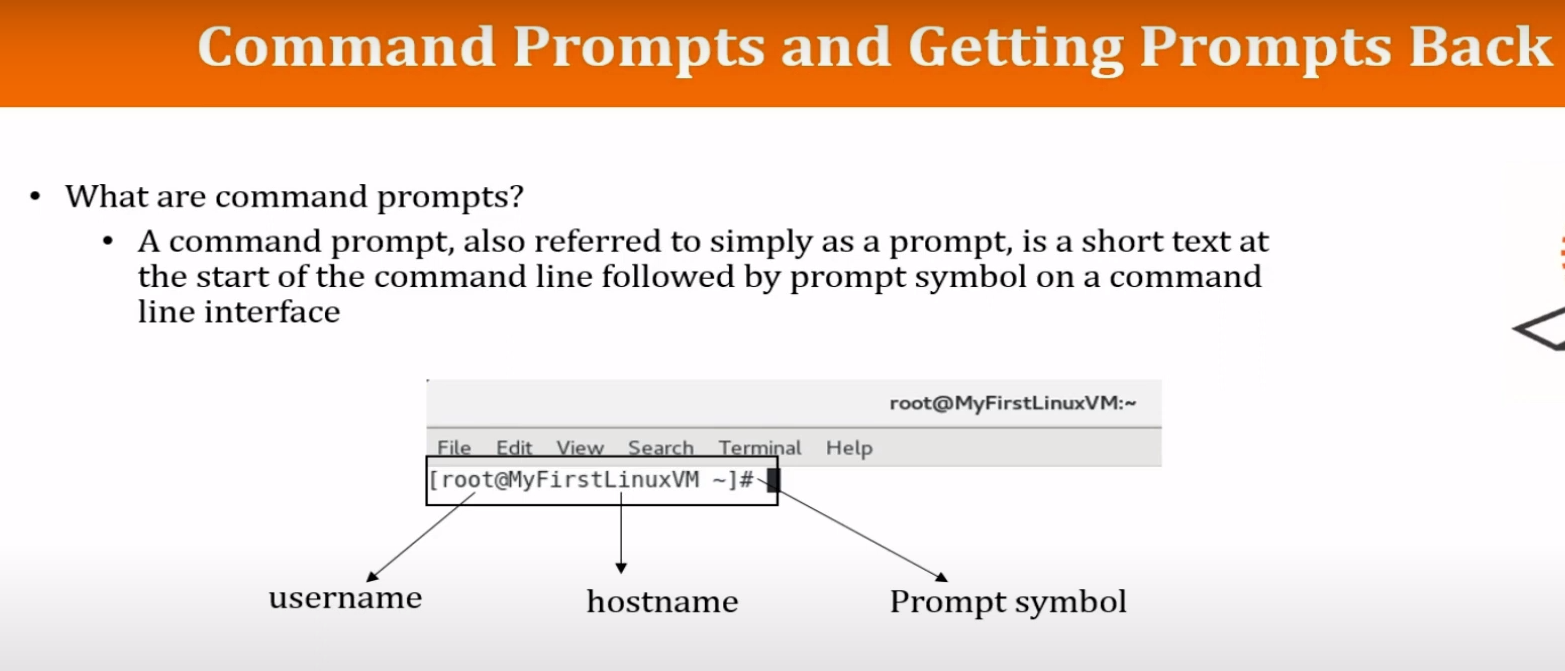 Command Prompts and Getting Prompts Back
• What are command prompts?
• A command prompt, also referred to simply as a prompt, is a short text at
the start of the command line followed by prompt symbol on a command
line interface
root@MyFirstLinuxVM:~
File Edit View Search Terminal Help
[root@MyFirstLinuxVM ~]#
username hostname Prompt symbol